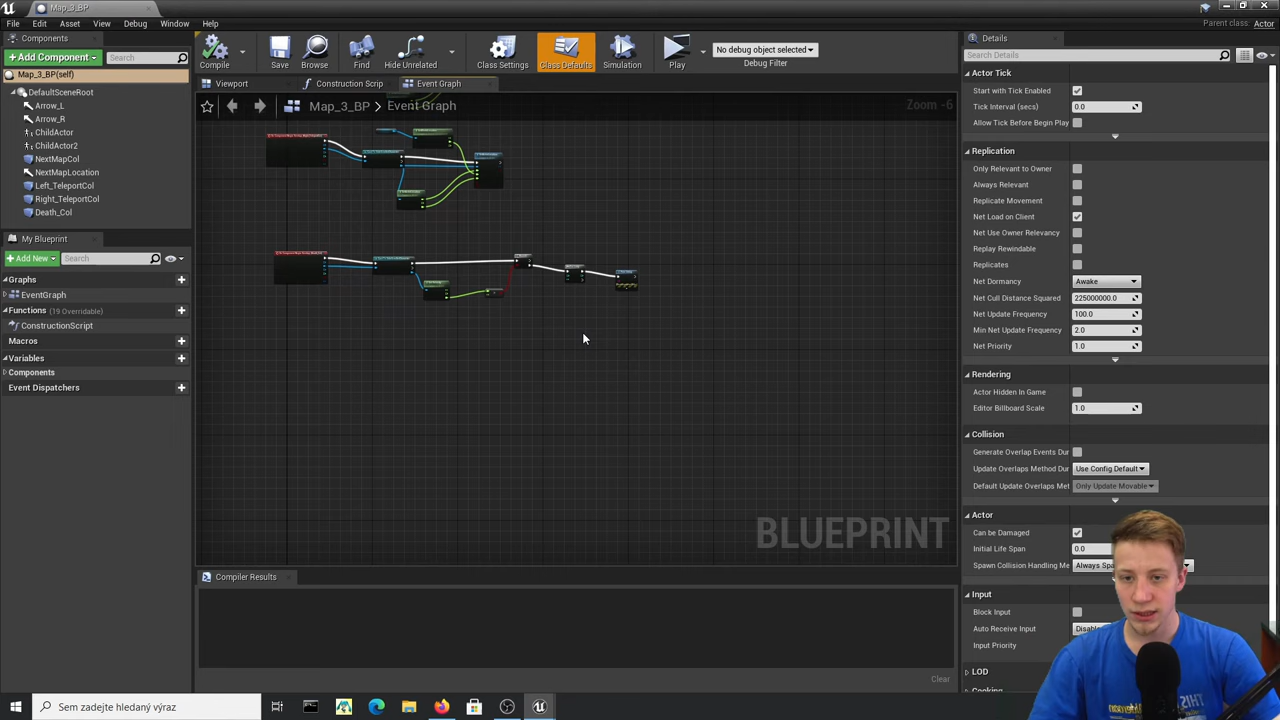 Map_3_BP
File Edit Asset View Debug Window Help
Parent class: Actor
Components
Add Component
Search
Map_3_BP(self)
DefaultSceneRoot
Arrow_L
Arrow_R
ChildActor
ChildActor2
NextMapCol
NextMapLocation
Left_TeleportCol
Right_TeleportCol
Death_Col
My Blueprint
Add New
Search
Graphs
EventGraph
Functions (19 Overridable)
ConstructionScript
Macros
Variables
Components
Event Dispatchers
Compile
Save
Browse
Find
Hide Unrelated
Class Settings
Class Defaults
Simulation
Play
No debug object selected
Debug Filter
Viewport
Construction Scrip
Event Graph
Map_3_BP Event Graph
Zoom -6
BLUEPRINT
Compiler Results
Clear
Details
Search Details
Actor Tick
Start with Tick Enabled
Tick Interval (secs) 0.0
Allow Tick Before Begin Play
Replication
Only Relevant to Owner
Always Relevant
Replicate Movement
Net Load on Client
Net Use Owner Relevancy
Replay Rewindable
Replicates
Net Dormancy Awake
Net Cull Distance Squared 225000000.0
Net Update Frequency 100.0
Min Net Update Frequency 2.0
Net Priority 1.0
Rendering
Actor Hidden In Game
Editor Billboard Scale 1.0
Collision
Generate Overlap Events Dur
Update Overlaps Method Dur Use Config Default
Default Update Overlaps Met Only Update Movable
Actor
Can be Damaged
Initial Life Span 0.0
Spawn Collision Handling Me Always Spa
Input
Block Input
Auto Receive Input
Input Priority
LOD
Cooking
Sem zadejte hledaný výraz